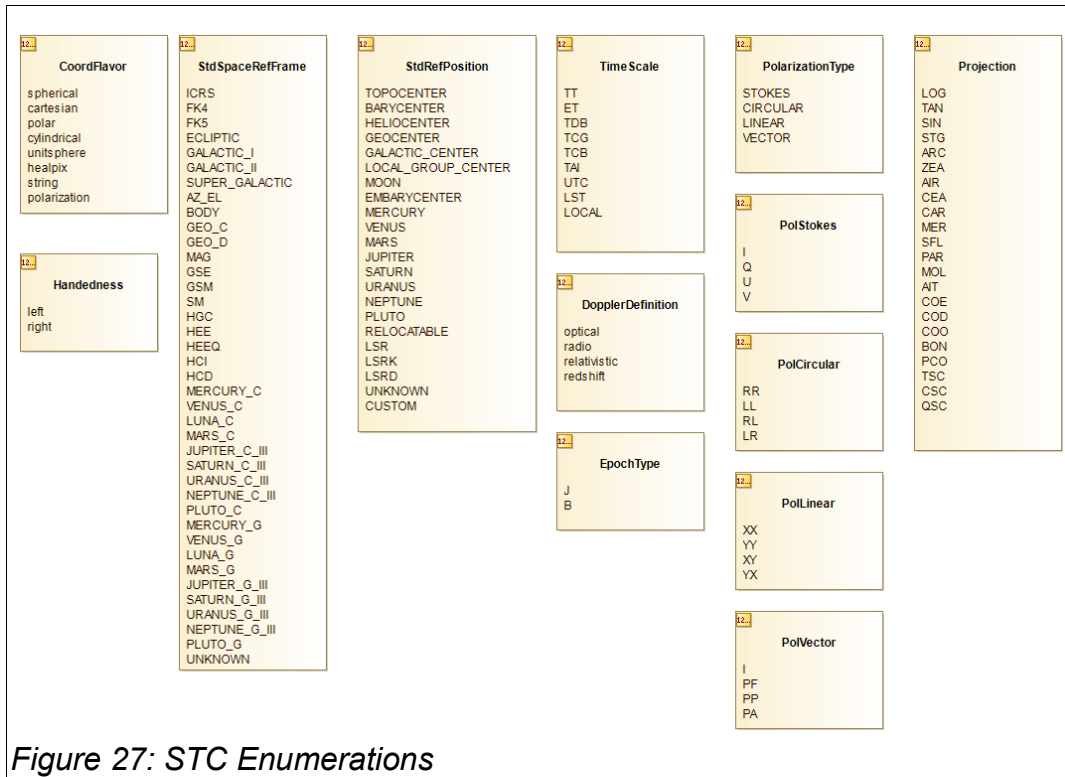 12...
CoordFlavor
spherical
cartesian
polar
cylindrical
unitsphere
healpix
string
polarization
12...
Handedness
left
right
12...
StdSpaceRefFrame
ICRS
FK4
FK5
ECLIPTIC
GALACTIC_I
GALACTIC_II
SUPER_GALACTIC
AZ_EL
BODY
GEO_C
GEO_D
MAG
GSE
GSM
SM
HGC
HEE
HEEQ
HCI
HCD
MERCURY_C
VENUS_C
LUNA_C
MARS_C
JUPITER_C_III
SATURN_C_III
URANUS_C_III
NEPTUNE_C_III
PLUTO_C
MERCURY_G
VENUS_G
LUNA_G
MARS_G
JUPITER_G_III
SATURN_G_III
URANUS_G_III
NEPTUNE_G_III
PLUTO_G
UNKNOWN
12...
StdRefPosition
TOPOCENTER
BARYCENTER
HELIOCENTER
GEOCENTER
GALACTIC_CENTER
LOCAL_GROUP_CENTER
MOON
EMBARYCENTER
MERCURY
VENUS
MARS
JUPITER
SATURN
URANUS
NEPTUNE
PLUTO
RELOCATABLE
LSR
LSRK
LSRD
UNKNOWN
CUSTOM
12...
TimeScale
TT
ET
TDB
TCG
TCB
TAI
UTC
LST
LOCAL
12...
DopplerDefinition
optical
radio
relativistic
redshift
12...
EpochType
J
B
12...
PolarizationType
STOKES
CIRCULAR
LINEAR
VECTOR
12...
PolStokes
I
Q
U
V
12...
PolCircular
RR
LL
RL
LR
12...
PolLinear
XX
YY
XY
YX
12...
PolVector
I
PF
PP
PA
12...
Projection
LOG
TAN
SIN
STG
ARC
ZEA
AIR
CEA
CAR
MER
SFL
PAR
MOL
AIT
COE
COD
COO
BON
PCO
TSC
CSC
QSC
Figure 27: STC Enumerations